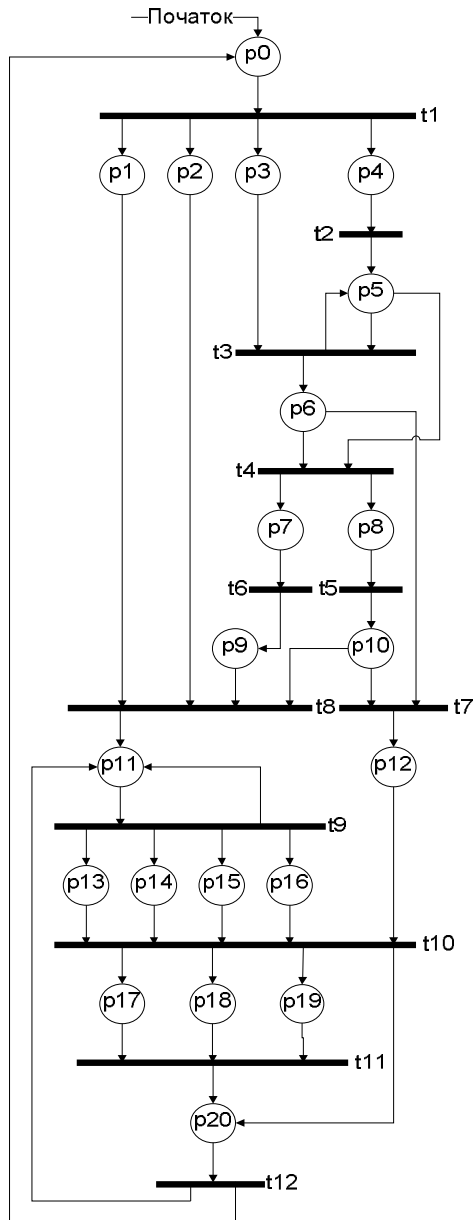 Початок
p0
t1
p1 p2 p3 p4
t2
p5
t3
p6
t4
p7 p8
t6 t5
p9 p10
t8 t7
p11 p12
t9
p13 p14 p15 p16
t10
p17 p18 p19
t11
p20
t12